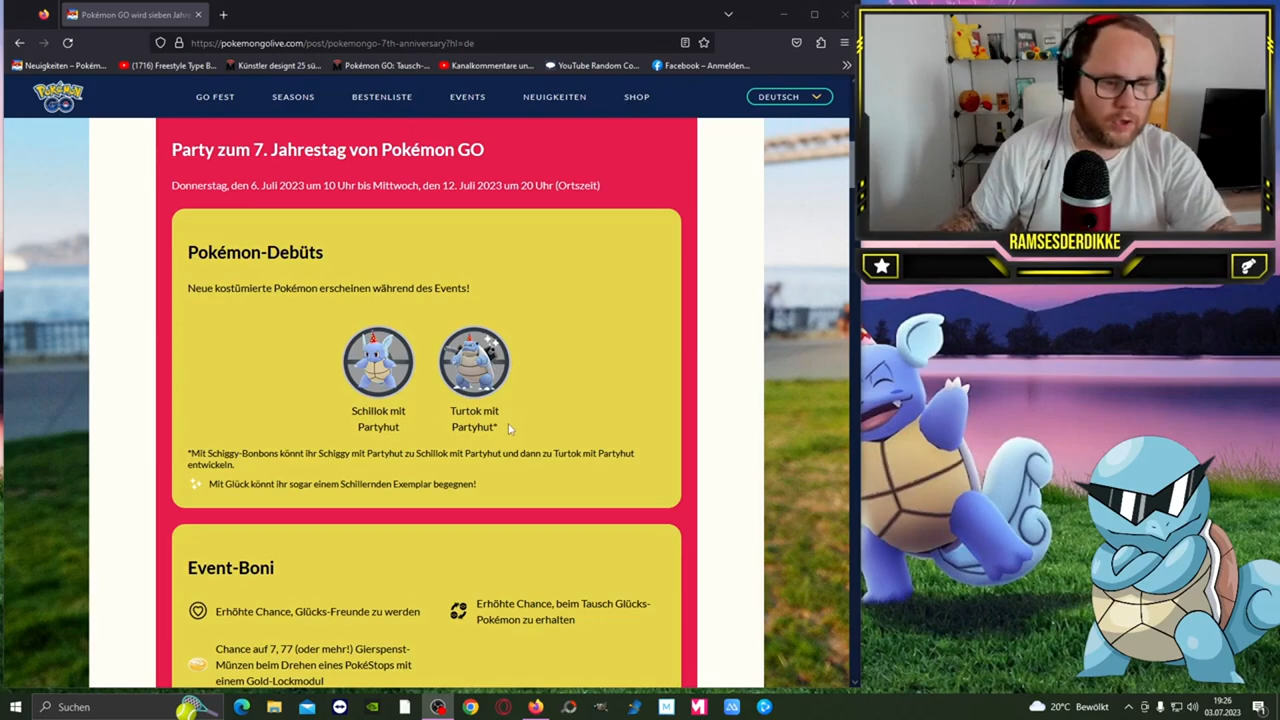 Pokémon GO wird sieben Jahre
https://pokemongolive.com/post/pokemongo-7th-anniversary?hl=de
Neuigkeiten – Pokém...
(1716) Freestyle Type B...
Künstler designt 25 sü...
Pokémon GO: Tausch-...
Kanalkommentare un...
YouTube Random Co...
Facebook – Anmelden...
POKÉMON GO
GO FEST
SEASONS
BESTENLISTE
EVENTS
NEUIGKEITEN
SHOP
DEUTSCH
Party zum 7. Jahrestag von Pokémon GO
Donnerstag, den 6. Juli 2023 um 10 Uhr bis Mittwoch, den 12. Juli 2023 um 20 Uhr (Ortszeit)
Pokémon-Debüts
Neue kostümierte Pokémon erscheinen während des Events!
Schillok mit
Partyhut
Turtok mit
Partyhut*
*Mit Schiggy-Bonbons könnt ihr Schiggy mit Partyhut zu Schillok mit Partyhut und dann zu Turtok mit Partyhut
entwickeln.
Mit Glück könnt ihr sogar einem Schillernden Exemplar begegnen!
Event-Boni
Erhöhte Chance, Glücks-Freunde zu werden
Erhöhte Chance, beim Tausch Glücks-
Pokémon zu erhalten
Chance auf 7, 77 (oder mehr!) Gierspenst-
Münzen beim Drehen eines PokéStops mit
einem Gold-Lockmodul
RAMSESDERDIKKE
Suchen
20°C Bewölkt
19:26
03.07.2023